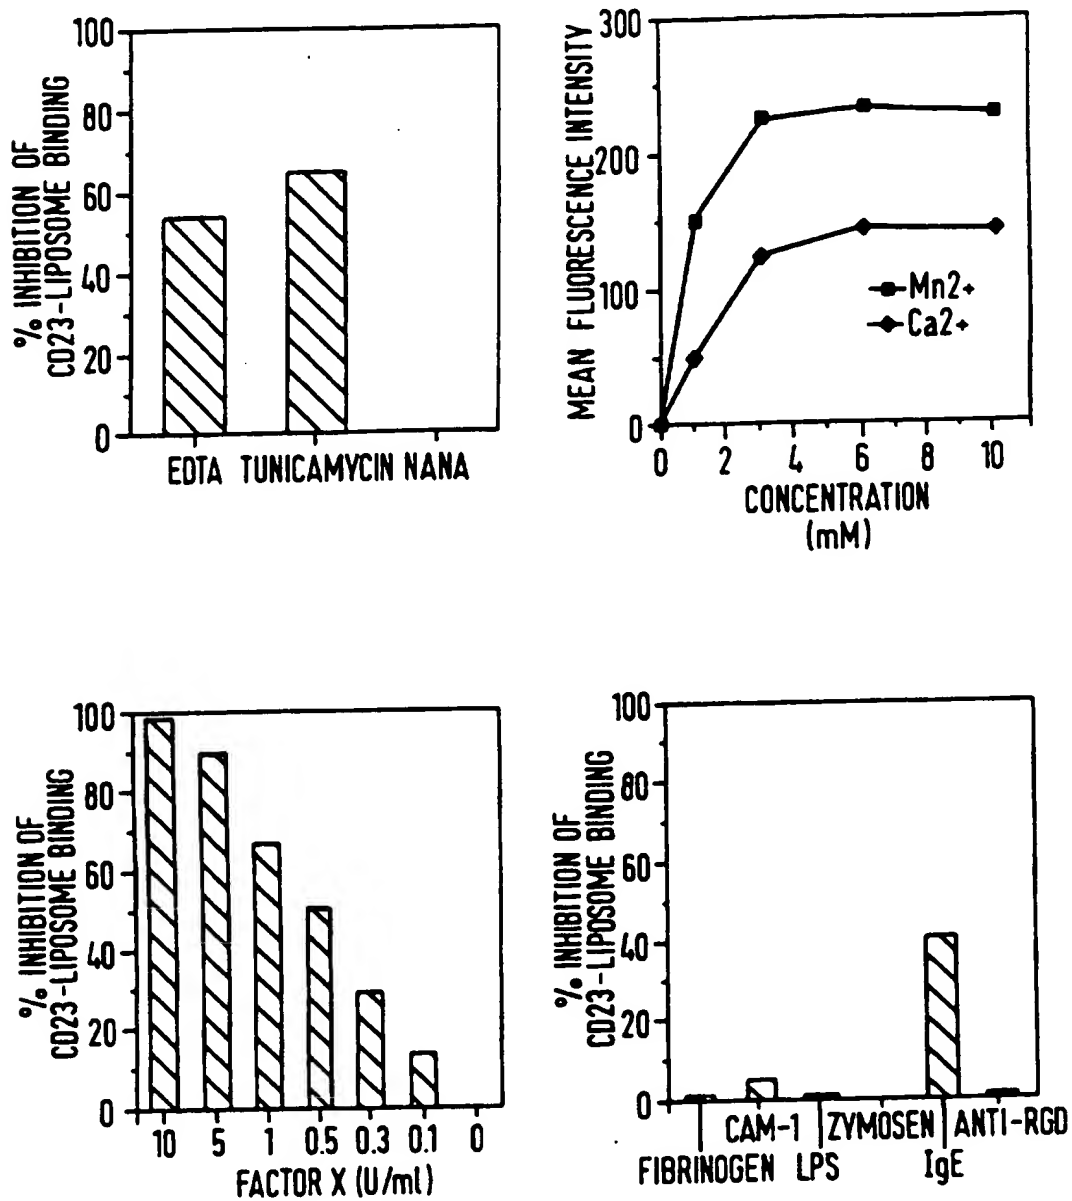 % INHIBITION OF
CD23-LIPOSOME BINDING
100
80
60
40
20
0
EDTA TUNICAMYCIN NANA
MEAN FLUORESCENCE INTENSITY
300
200
100
0
Mn2+
Ca2+
0 2 4 6 8 10
CONCENTRATION
(mM)
% INHIBITION OF
CD23-LIPOSOME BINDING
100
80
60
40
20
0
10 5 1 0.5 0.3 0.1 0
FACTOR X (U/ml)
% INHIBITION OF
CD23-LIPOSOME BINDING
100
80
60
40
20
0
CAM-1 ZYMOSEN ANTI-RGD
FIBRINOGEN LPS IgE